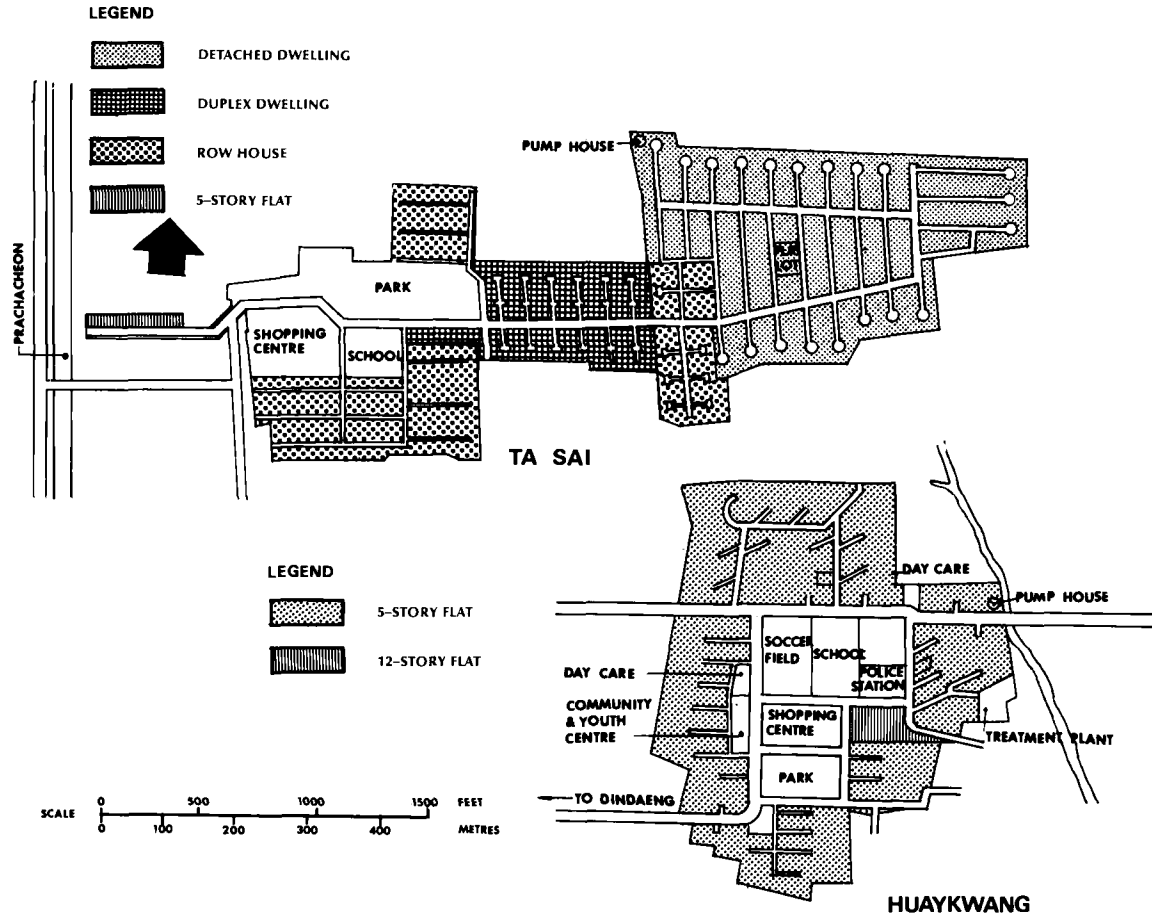 LEGEND
DETACHED DWELLING
DUPLEX DWELLING
ROW HOUSE
5–STORY FLAT
PRACHACHEON
PUMP HOUSE
PLAY
LOT
PARK
SHOPPING
CENTRE
SCHOOL
TA SAI
LEGEND
5–STORY FLAT
12–STORY FLAT
DAY CARE
PUMP HOUSE
SOCCER
FIELD
SCHOOL
POLICE
STATION
DAY CARE
COMMUNITY
& YOUTH
CENTRE
SHOPPING
CENTRE
TREATMENT PLANT
PARK
TO DINDAENG
SCALE
0 500 1000 1500 FEET
0 100 200 300 400 METRES
HUAYKWANG